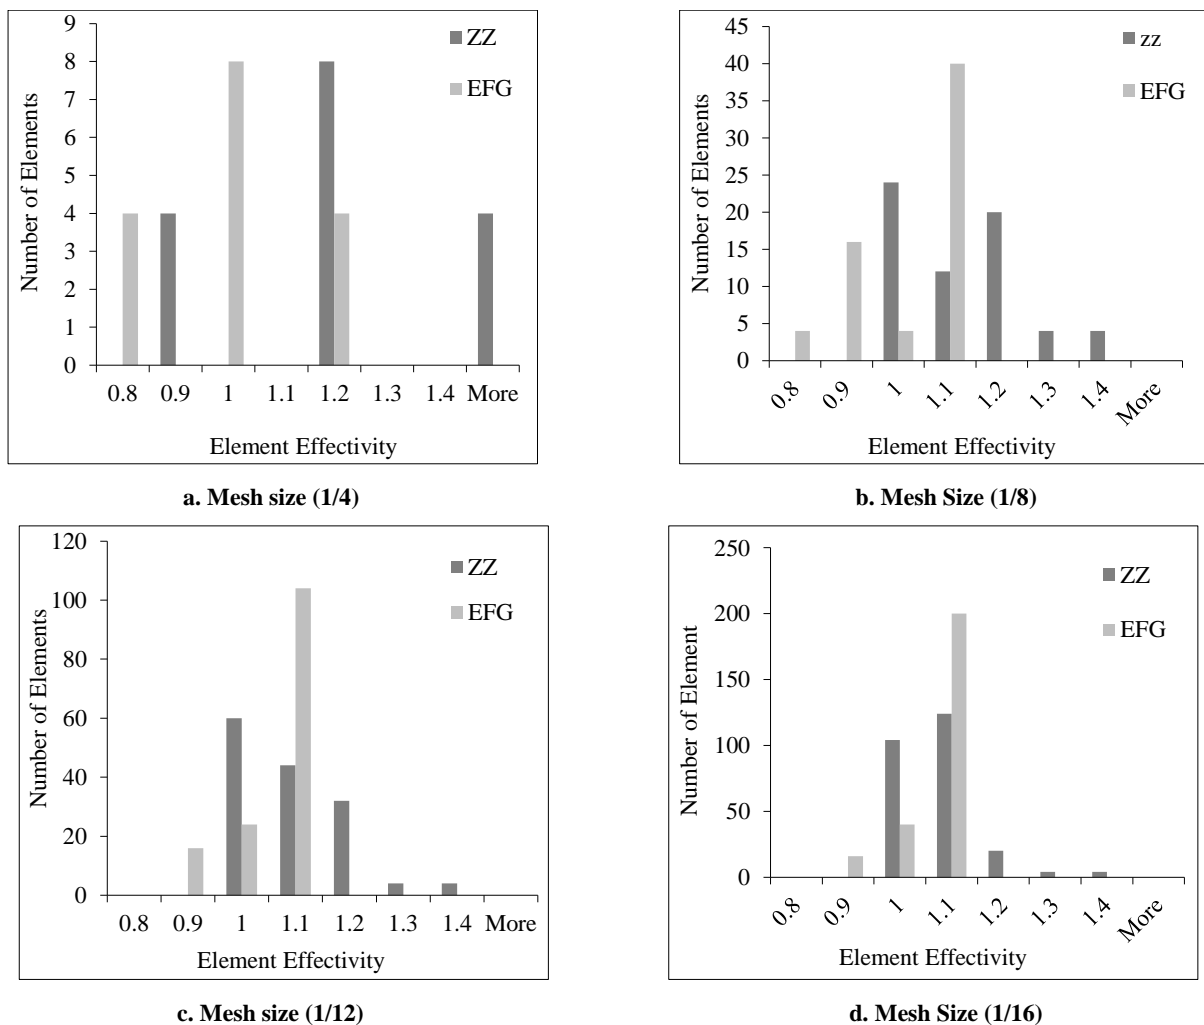 9
8
7
6
5
4
3
2
1
0
Number of Elements
ZZ
EFG
0.8 0.9 1 1.1 1.2 1.3 1.4 More
Element Effectivity
a. Mesh size (1/4)
45
40
35
30
25
20
15
10
5
0
Number of Elements
zz
EFG
0.8 0.9 1 1.1 1.2 1.3 1.4 More
Element Effectivity
b. Mesh Size (1/8)
120
100
80
60
40
20
0
Number of Elements
ZZ
EFG
0.8 0.9 1 1.1 1.2 1.3 1.4 More
Element Effectivity
c. Mesh size (1/12)
250
200
150
100
50
0
Number of Element
ZZ
EFG
0.8 0.9 1 1.1 1.2 1.3 1.4 More
Element Effectivity
d. Mesh Size (1/16)